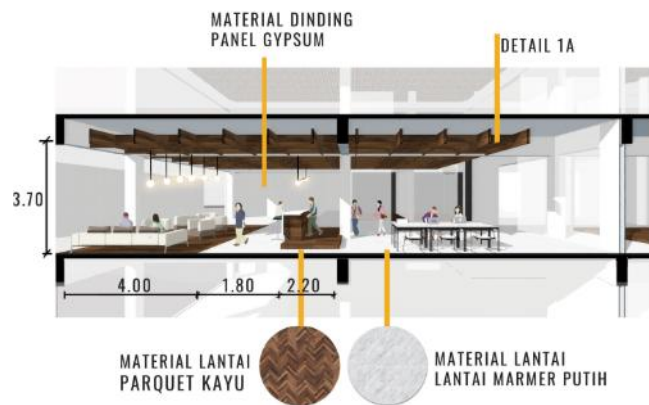 MATERIAL DINDING
PANEL GYPSUM
DETAIL 1A
3.70
4.00
1.80
2.20
MATERIAL LANTAI
PARQUET KAYU
MATERIAL LANTAI
LANTAI MARMER PUTIH